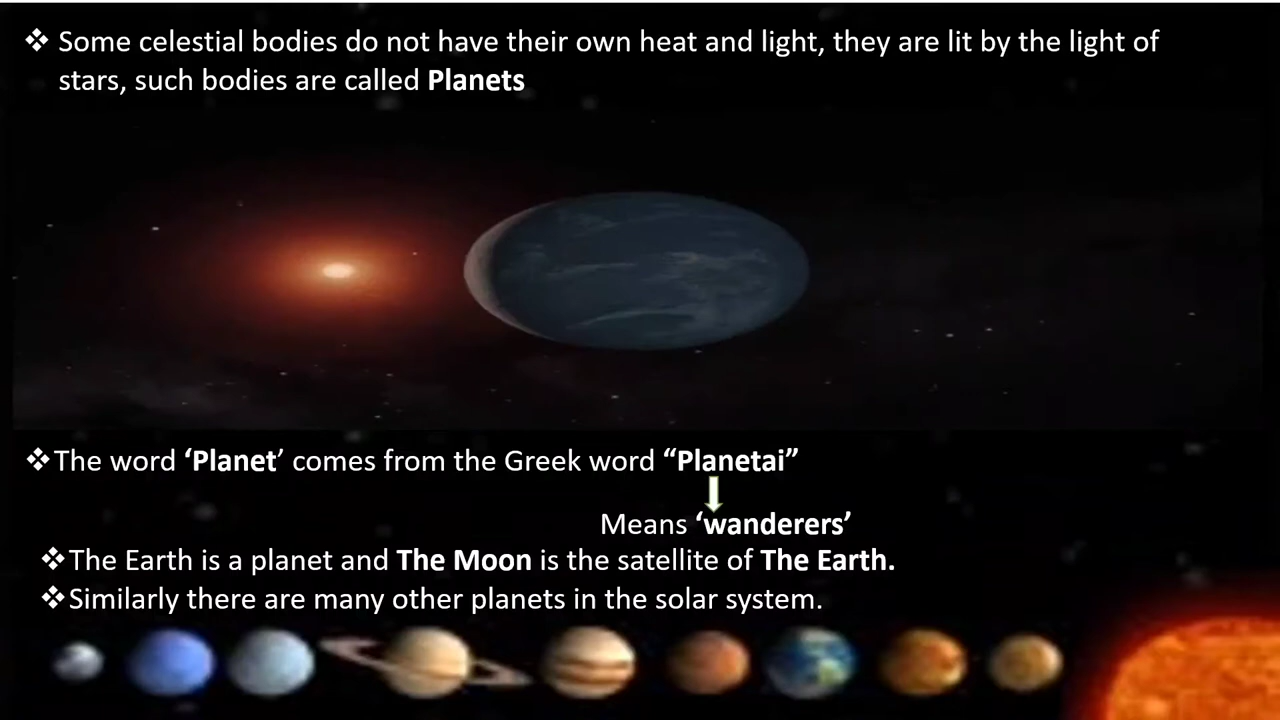 ❖ Some celestial bodies do not have their own heat and light, they are lit by the light of
stars, such bodies are called Planets
❖The word ‘Planet’ comes from the Greek word “Planetai”
Means ‘wanderers’
❖The Earth is a planet and The Moon is the satellite of The Earth.
❖Similarly there are many other planets in the solar system.